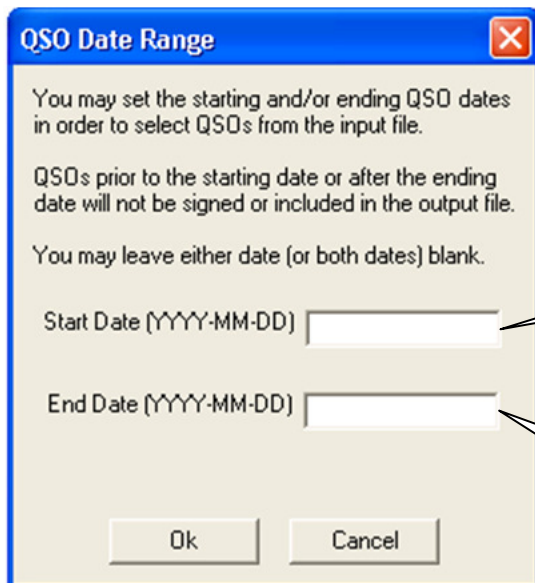 QSO Date Range
You may set the starting and/or ending QSO dates
in order to select QSOs from the input file.
QSOs prior to the starting date or after the ending
date will not be signed or included in the output file.
You may leave either date (or both dates) blank.
Start Date (YYYY-MM-DD)
End Date (YYYY-MM-DD)
Ok Cancel